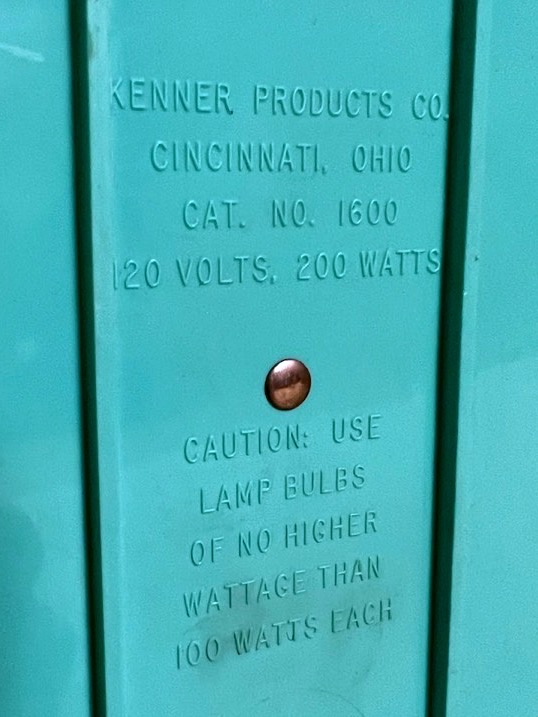 KENNER PRODUCTS CO.
CINCINNATI, OHIO
CAT. NO. 1600
120 VOLTS, 200 WATTS
CAUTION: USE
LAMP BULBS
OF NO HIGHER
WATTAGE THAN
100 WATTS EACH